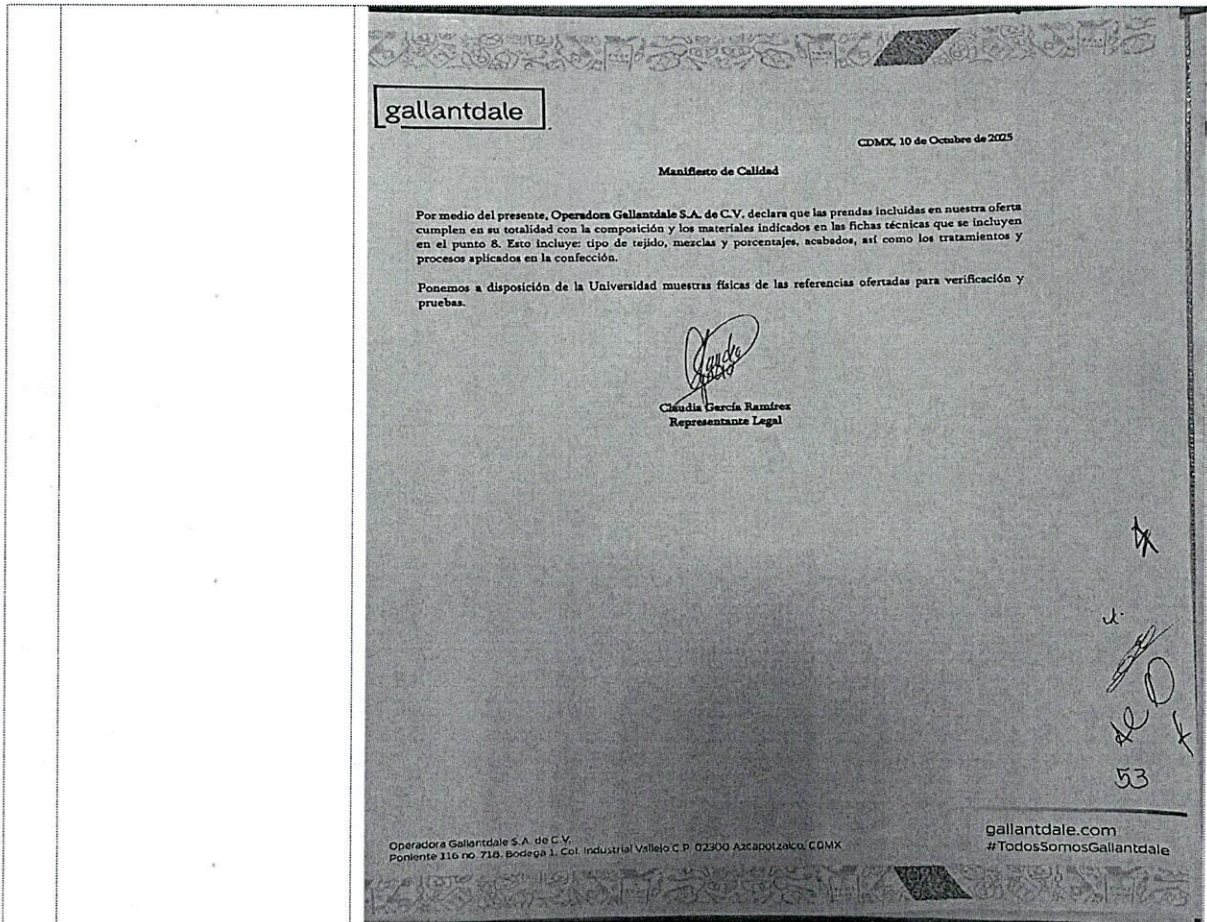 gallantdale
CDMX, 10 de Octubre de 2025
Manifiesto de Calidad
Por medio del presente, Operadora Gallantdale S.A. de C.V. declara que las prendas incluidas en nuestra oferta
cumplen en su totalidad con la composición y los materiales indicados en las fichas técnicas que se incluyen
en el punto 8. Esto incluye: tipo de tejido, mezclas y porcentajes, acabados, así como los tratamientos y
procesos aplicados en la confección.
Ponemos a disposición de la Universidad muestras físicas de las referencias ofertadas para verificación y
pruebas.
Claudia García Ramírez
Representante Legal
53
Operadora Gallantdale S.A. de C.V.
Poniente 116 no. 718. Bodega 1, Col. Industrial Vallejo C.P. 02300 Azcapotzalco, CDMX
gallantdale.com
#TodosSomosGallantdale